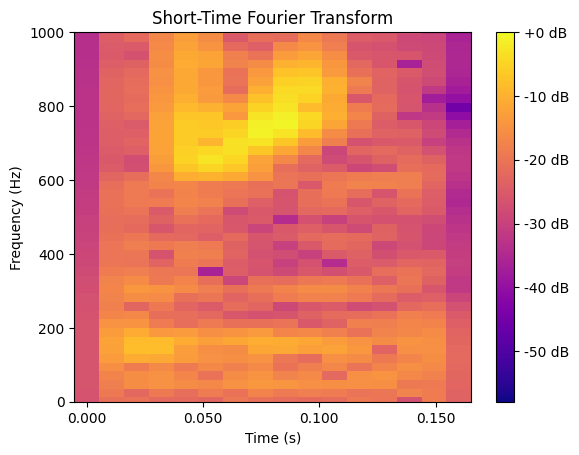 Short-Time Fourier Transform
Frequency (Hz)
1000
800
600
400
200
0
0.000
0.050
0.100
0.150
Time (s)
+0 dB
-10 dB
-20 dB
-30 dB
-40 dB
-50 dB